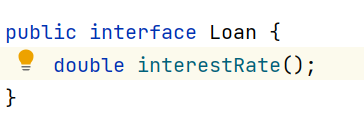 public interface Loan {
    double interestRate();
}